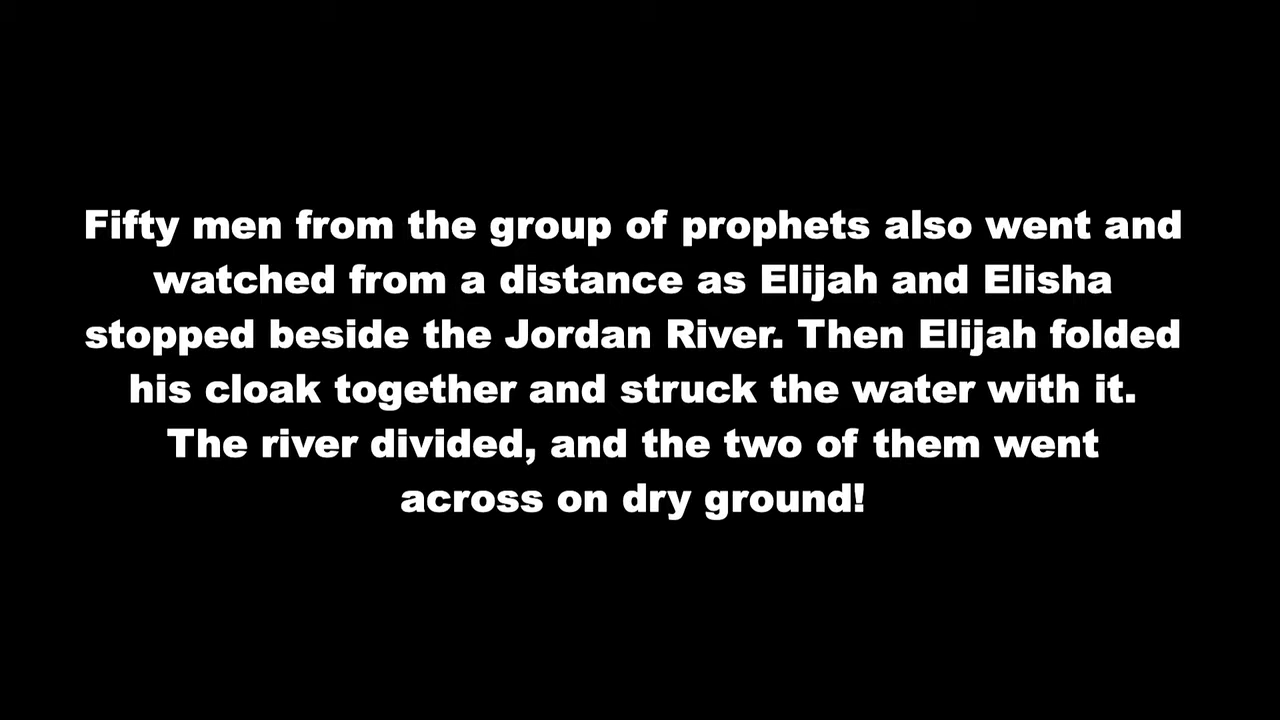 Fifty men from the group of prophets also went and
watched from a distance as Elijah and Elisha
stopped beside the Jordan River. Then Elijah folded
his cloak together and struck the water with it.
The river divided, and the two of them went
across on dry ground!